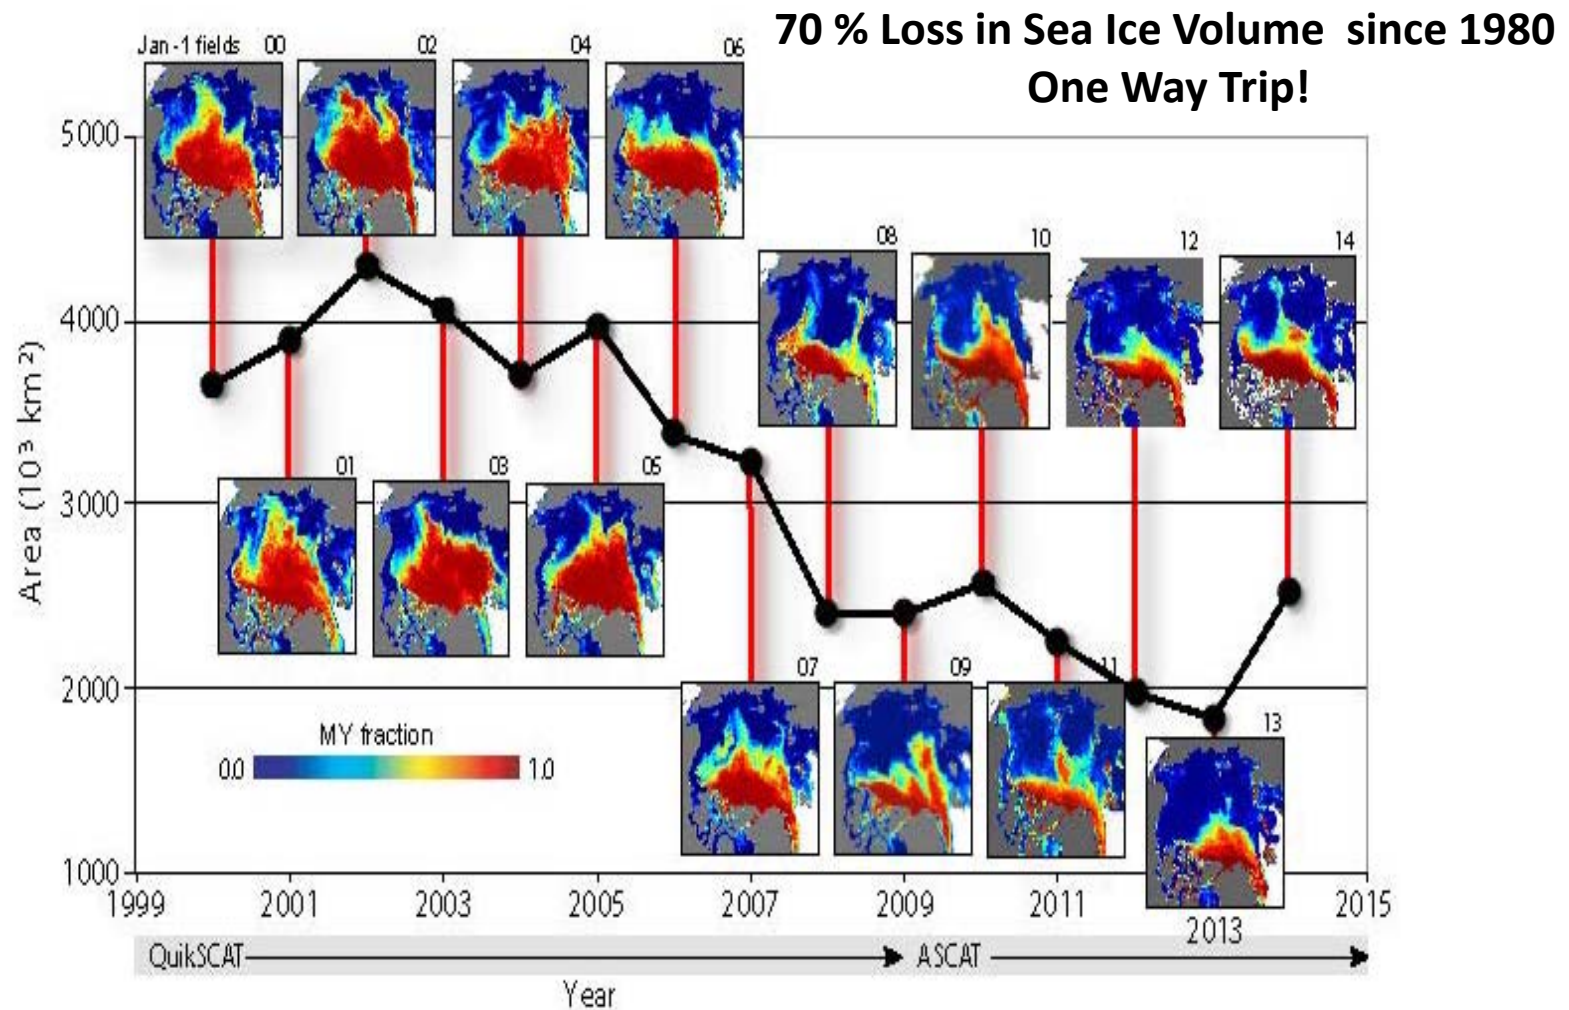 70 % Loss in Sea Ice Volume since 1980
One Way Trip!
Jan -1 fields 00 02 04 06
08 10 12 14
5000
4000
3000
2000
1000
Area (10³ km²)
01 03 05
07 09 11
13
MY fraction
0.0 1.0
1999 2001 2003 2005 2007 2009 2011 2013 2015
QuikSCAT ASCAT
Year